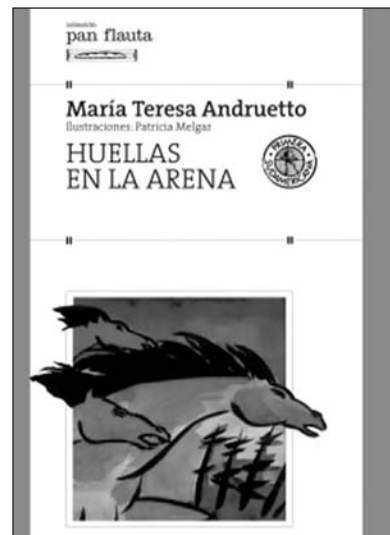 colección
pan flauta
María Teresa Andruetto
Ilustraciones: Patricia Melgar
HUELLAS
EN LA ARENA
PRIMERA
SUDAMERICANA